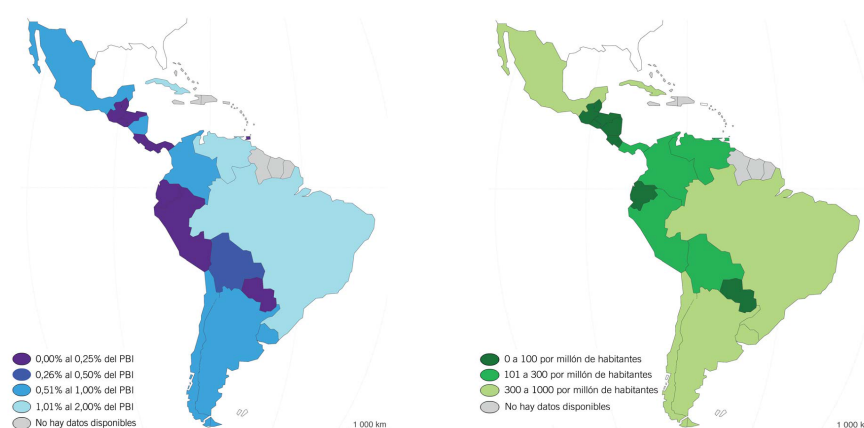 0,00% al 0,25% del PBI
0,26% al 0,50% del PBI
0,51% al 1,00% del PBI
1,01% al 2,00% del PBI
No hay datos disponibles
1 000 km
0 a 100 por millón de habitantes
101 a 300 por millón de habitantes
300 a 1000 por millón de habitantes
No hay datos disponibles
1 000